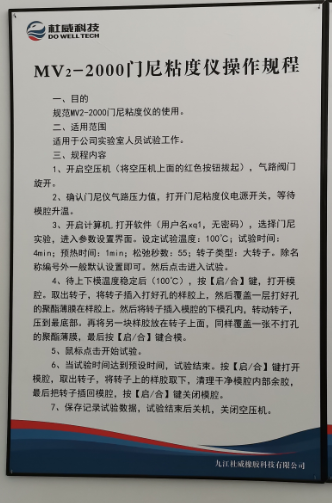 杜威科技
DO WELL TECH
MV2-2000门尼粘度仪操作规程
一、目的
规范MV2-2000门尼粘度仪的使用。
二、适用范围
适用于公司实验室人员试验工作。
三、规程内容
1、开启空压机（将空压机上面的红色按钮拔起），气路阀门
旋开。
2、确认门尼仪气路压力值，打开门尼粘度仪电源开关，等待
模腔升温。
3、开启计算机，打开软件（用户名xq1，无密码），选择门尼
实验，进入参数设置界面。设定试验温度：100℃；试验时间：
4min；预热时间：1min；松弛秒数：55；转子类型：大转子。除名
称编号外一般默认设置即可。然后点击进入试验。
4、待上下模温度稳定后（100℃），按【启/合】键，打开模
腔。取出转子，将转子插入打好孔的样胶上，然后覆盖一层打好孔
的聚酯薄膜在样胶上。然后将转子插入模腔的下模孔内，转动转子，
压到最底部。再将另一块样胶放在转子上面，同样覆盖一张不打孔
的聚酯薄膜，最后按【启/合】键合模。
5、鼠标点击开始试验。
6、当试验时间达到预设时间，试验结束。按【启/合】键打开
模腔，取出转子，将转子上的样胶取下，清理干净模腔内部余胶，
最后把转子插回模腔，按【启/合】键关闭模腔。
7、保存记录试验数据，试验结束后关机，关闭空压机。
九江杜威橡胶科技有限公司